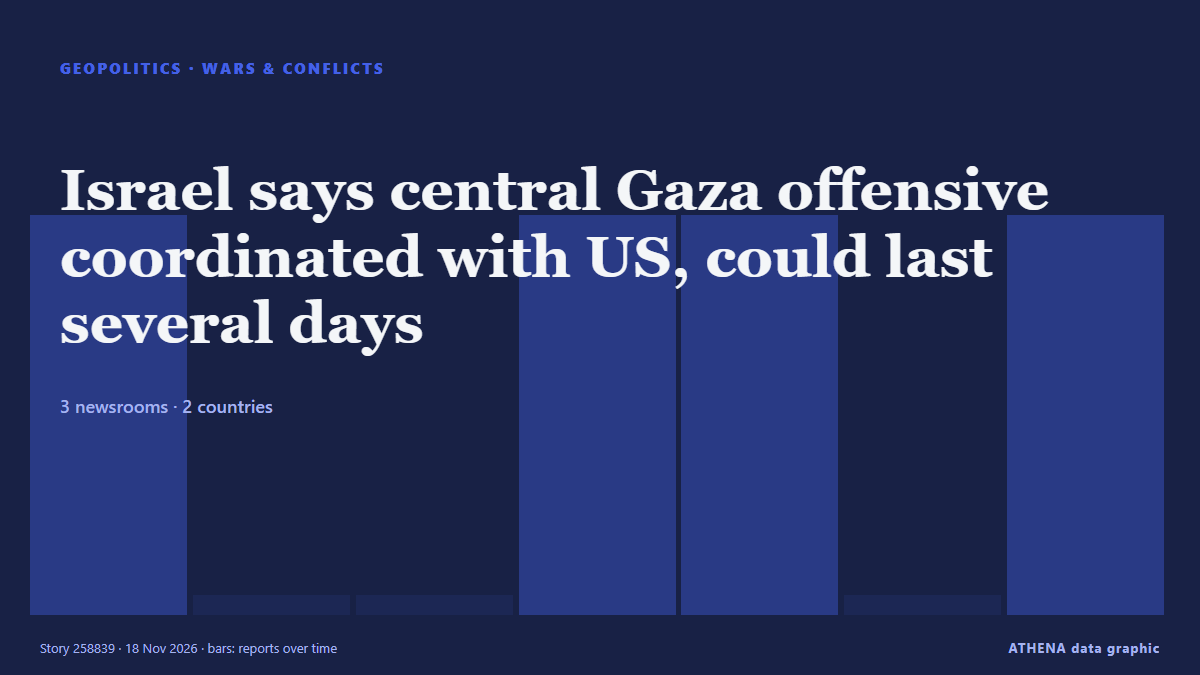 GEOPOLITICS · WARS & CONFLICTS
Israel says central Gaza offensive
coordinated with US, could last
several days
3 newsrooms · 2 countries
Story 258839 · 18 Nov 2026 · bars: reports over time
ATHENA data graphic